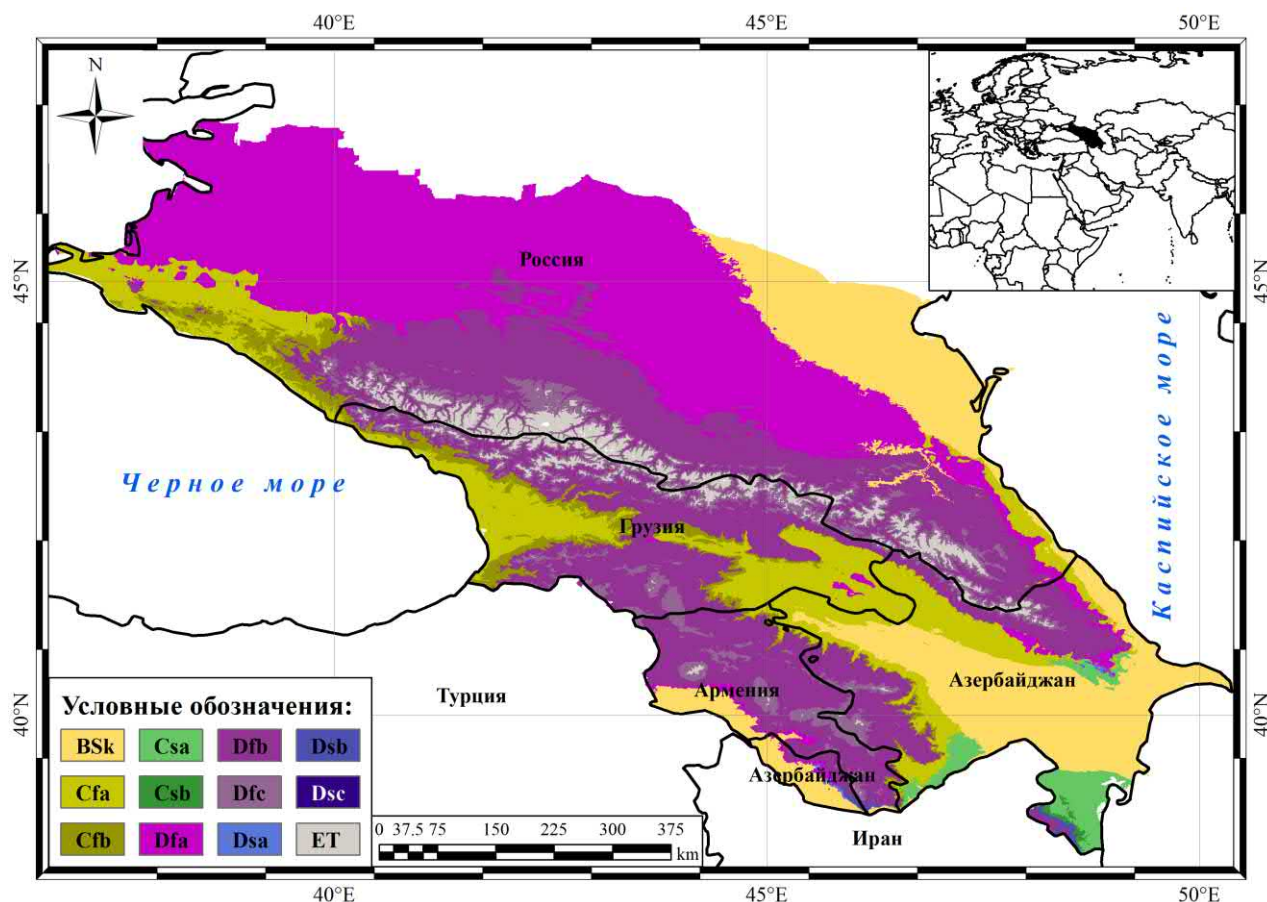 40°E
45°E
50°E
N
45°N
Россия
45°N
Каспийское море
Черное море
Грузия
Азербайджан
Турция
Армения
40°N
40°N
Азербайджан
Иран
Условные обозначения:
BSk
Csa
Dfb
Dsb
Cfa
Csb
Dfc
Dsc
Cfb
Dfa
Dsa
ET
0 37.5 75 150 225 300 375
km
40°E
45°E
50°E